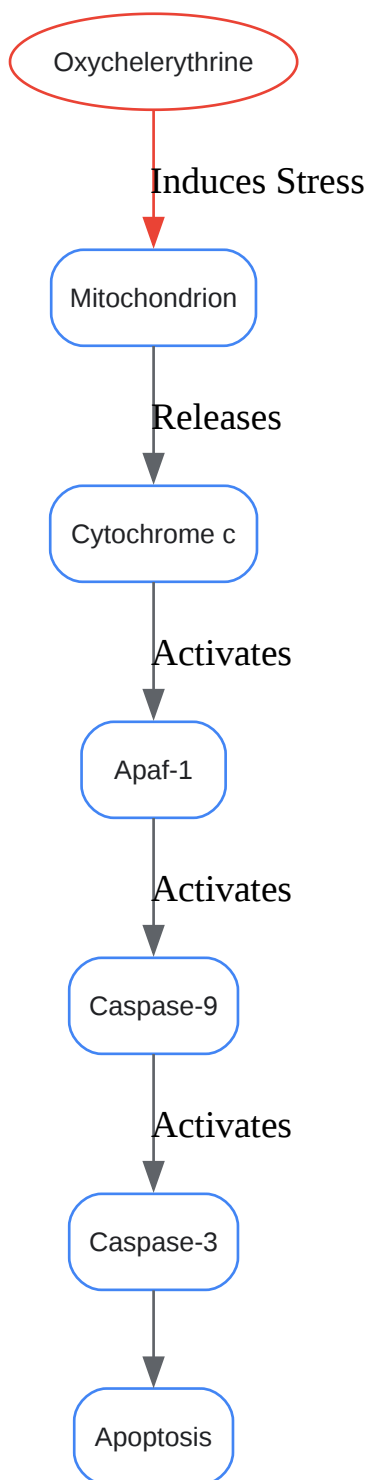 Oxychelerythrine
Induces Stress
Mitochondrion
Releases
Cytochrome c
Activates
Apaf-1
Activates
Caspase-9
Activates
Caspase-3
Apoptosis